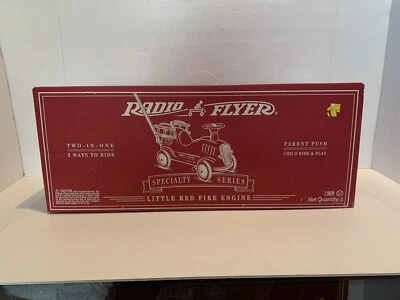 RADIO FLYER®
TWO-IN-ONE
2 WAYS TO RIDE
PARENT PUSH
CHILD RIDE & PLAY
SPECIALTY SERIES
LITTLE RED FIRE ENGINE
Net Quantity: 1